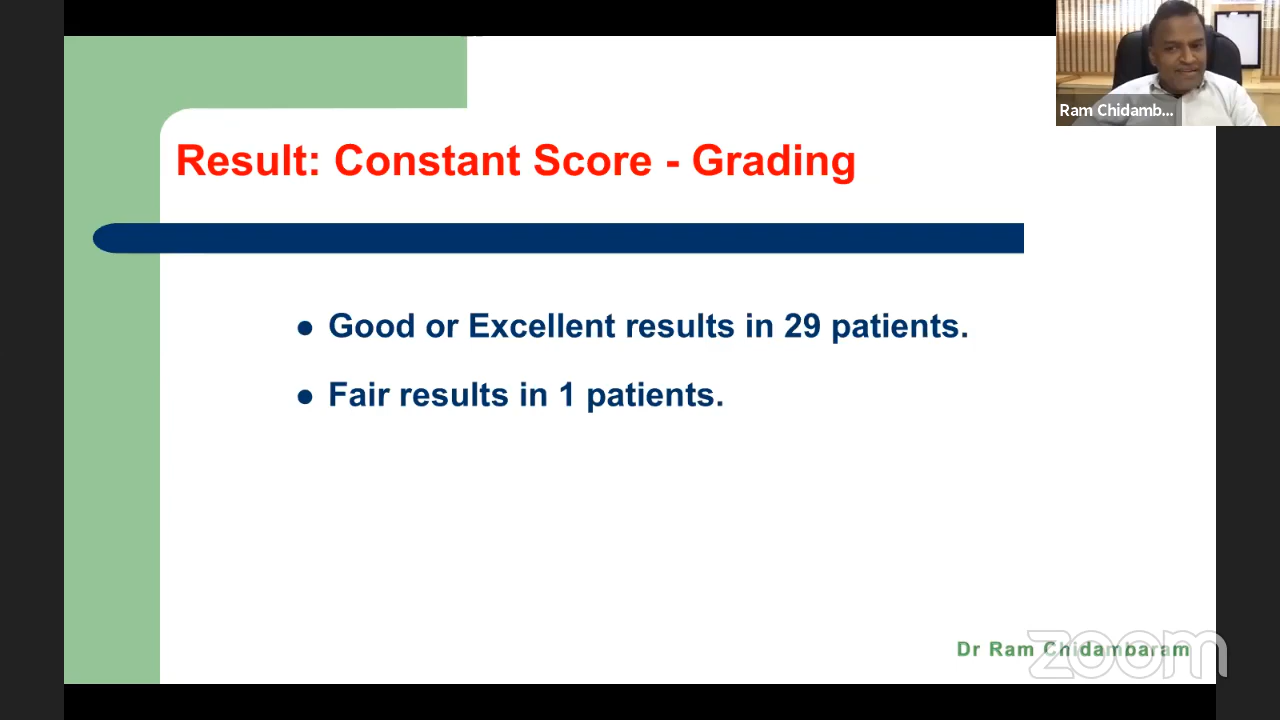 Ram Chidamb...
Result: Constant Score - Grading
● Good or Excellent results in 29 patients.
● Fair results in 1 patients.
Dr Ram Chidambaram
zoom